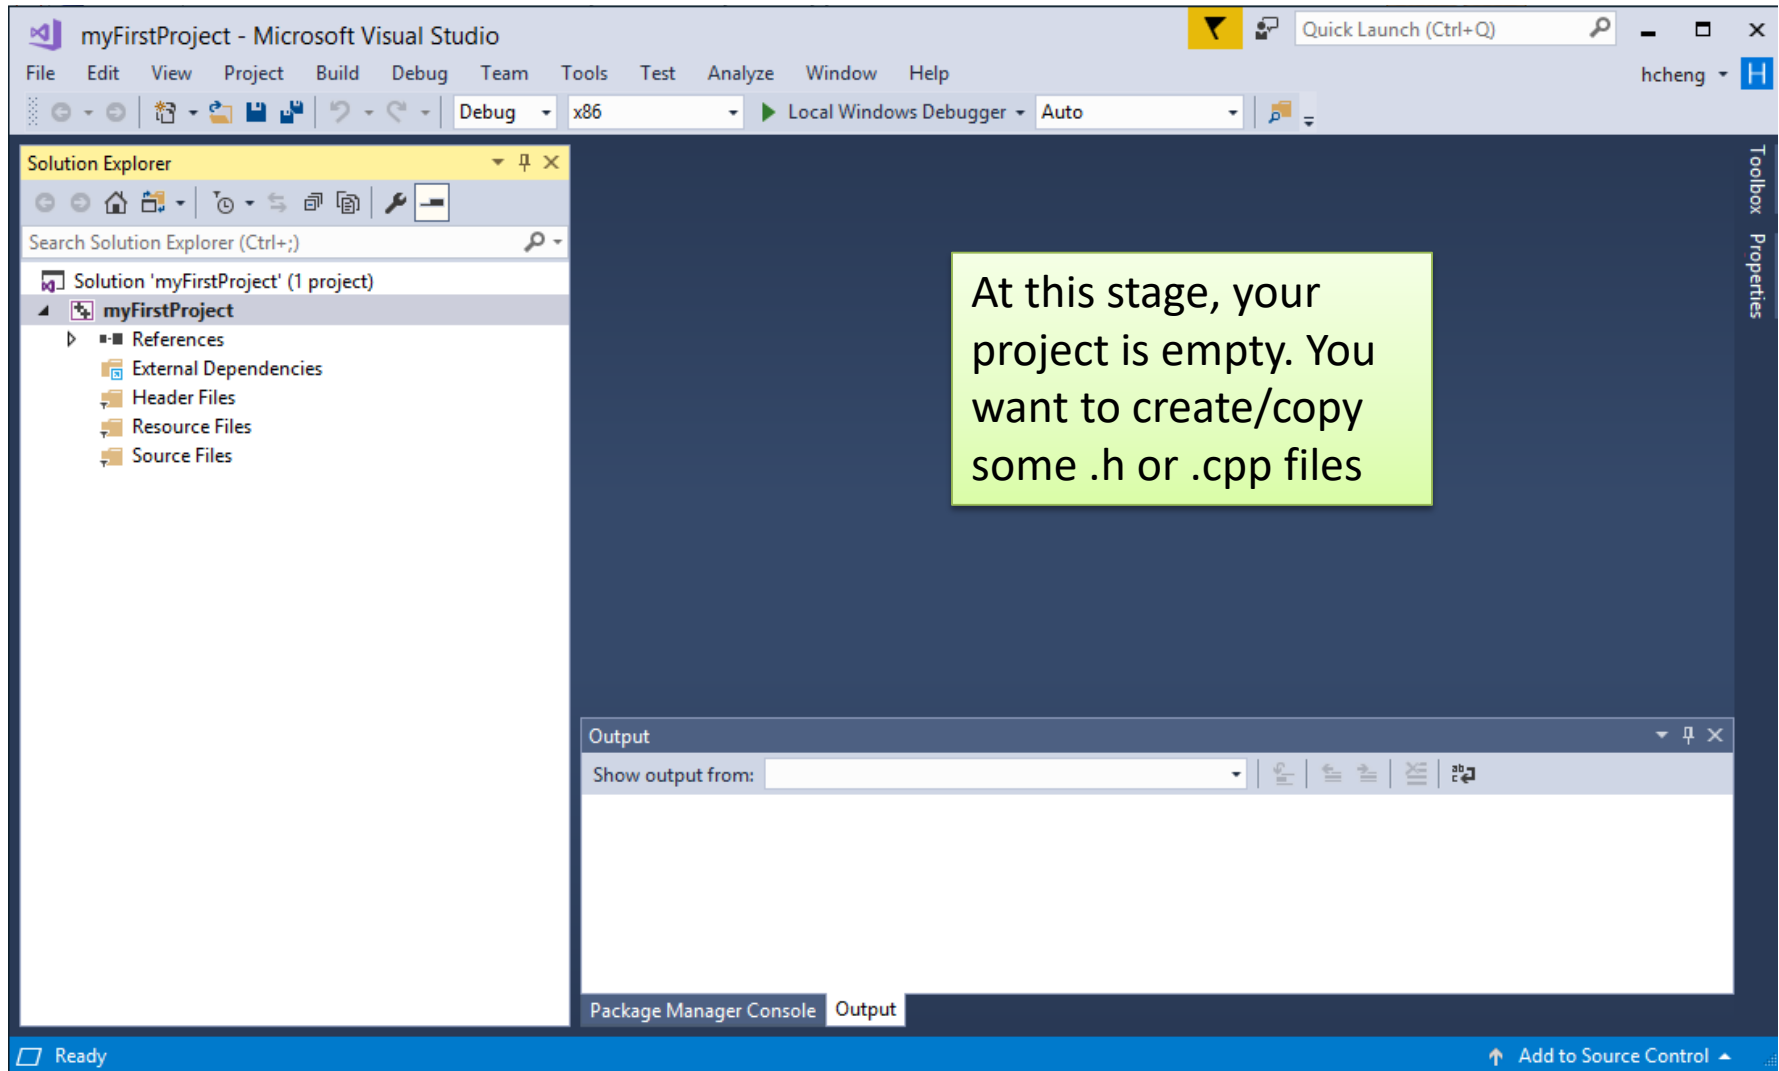 myFirstProject - Microsoft Visual Studio
Quick Launch (Ctrl+Q)
File Edit View Project Build Debug Team Tools Test Analyze Window Help
hcheng H
Debug x86 Local Windows Debugger Auto
Solution Explorer
Search Solution Explorer (Ctrl+;)
Solution 'myFirstProject' (1 project)
myFirstProject
References
External Dependencies
Header Files
Resource Files
Source Files
At this stage, your
project is empty. You
want to create/copy
some .h or .cpp files
Toolbox
Properties
Output
Show output from:
Package Manager Console Output
Ready
Add to Source Control